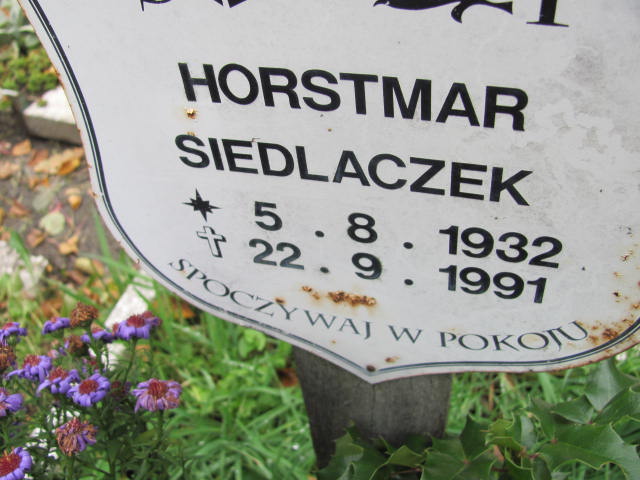 HORSTMAR
SIEDLACZEK
5.8.1932
22.9.1991
SPOCZYWAJ W POKOJU